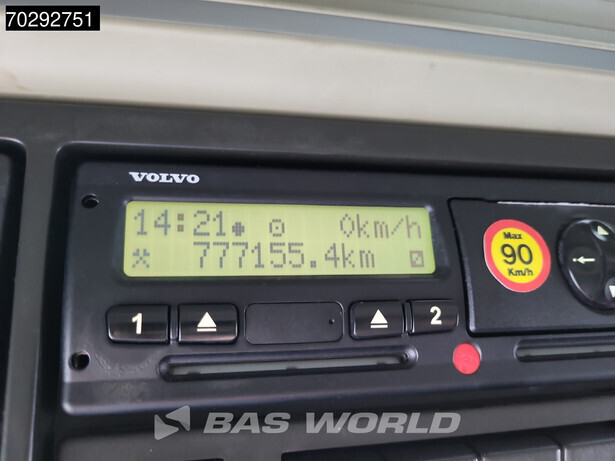 70292751
VOLVO
14:21 0km/h
777155.4km
Max
90
Km/h
1
2
BAS WORLD